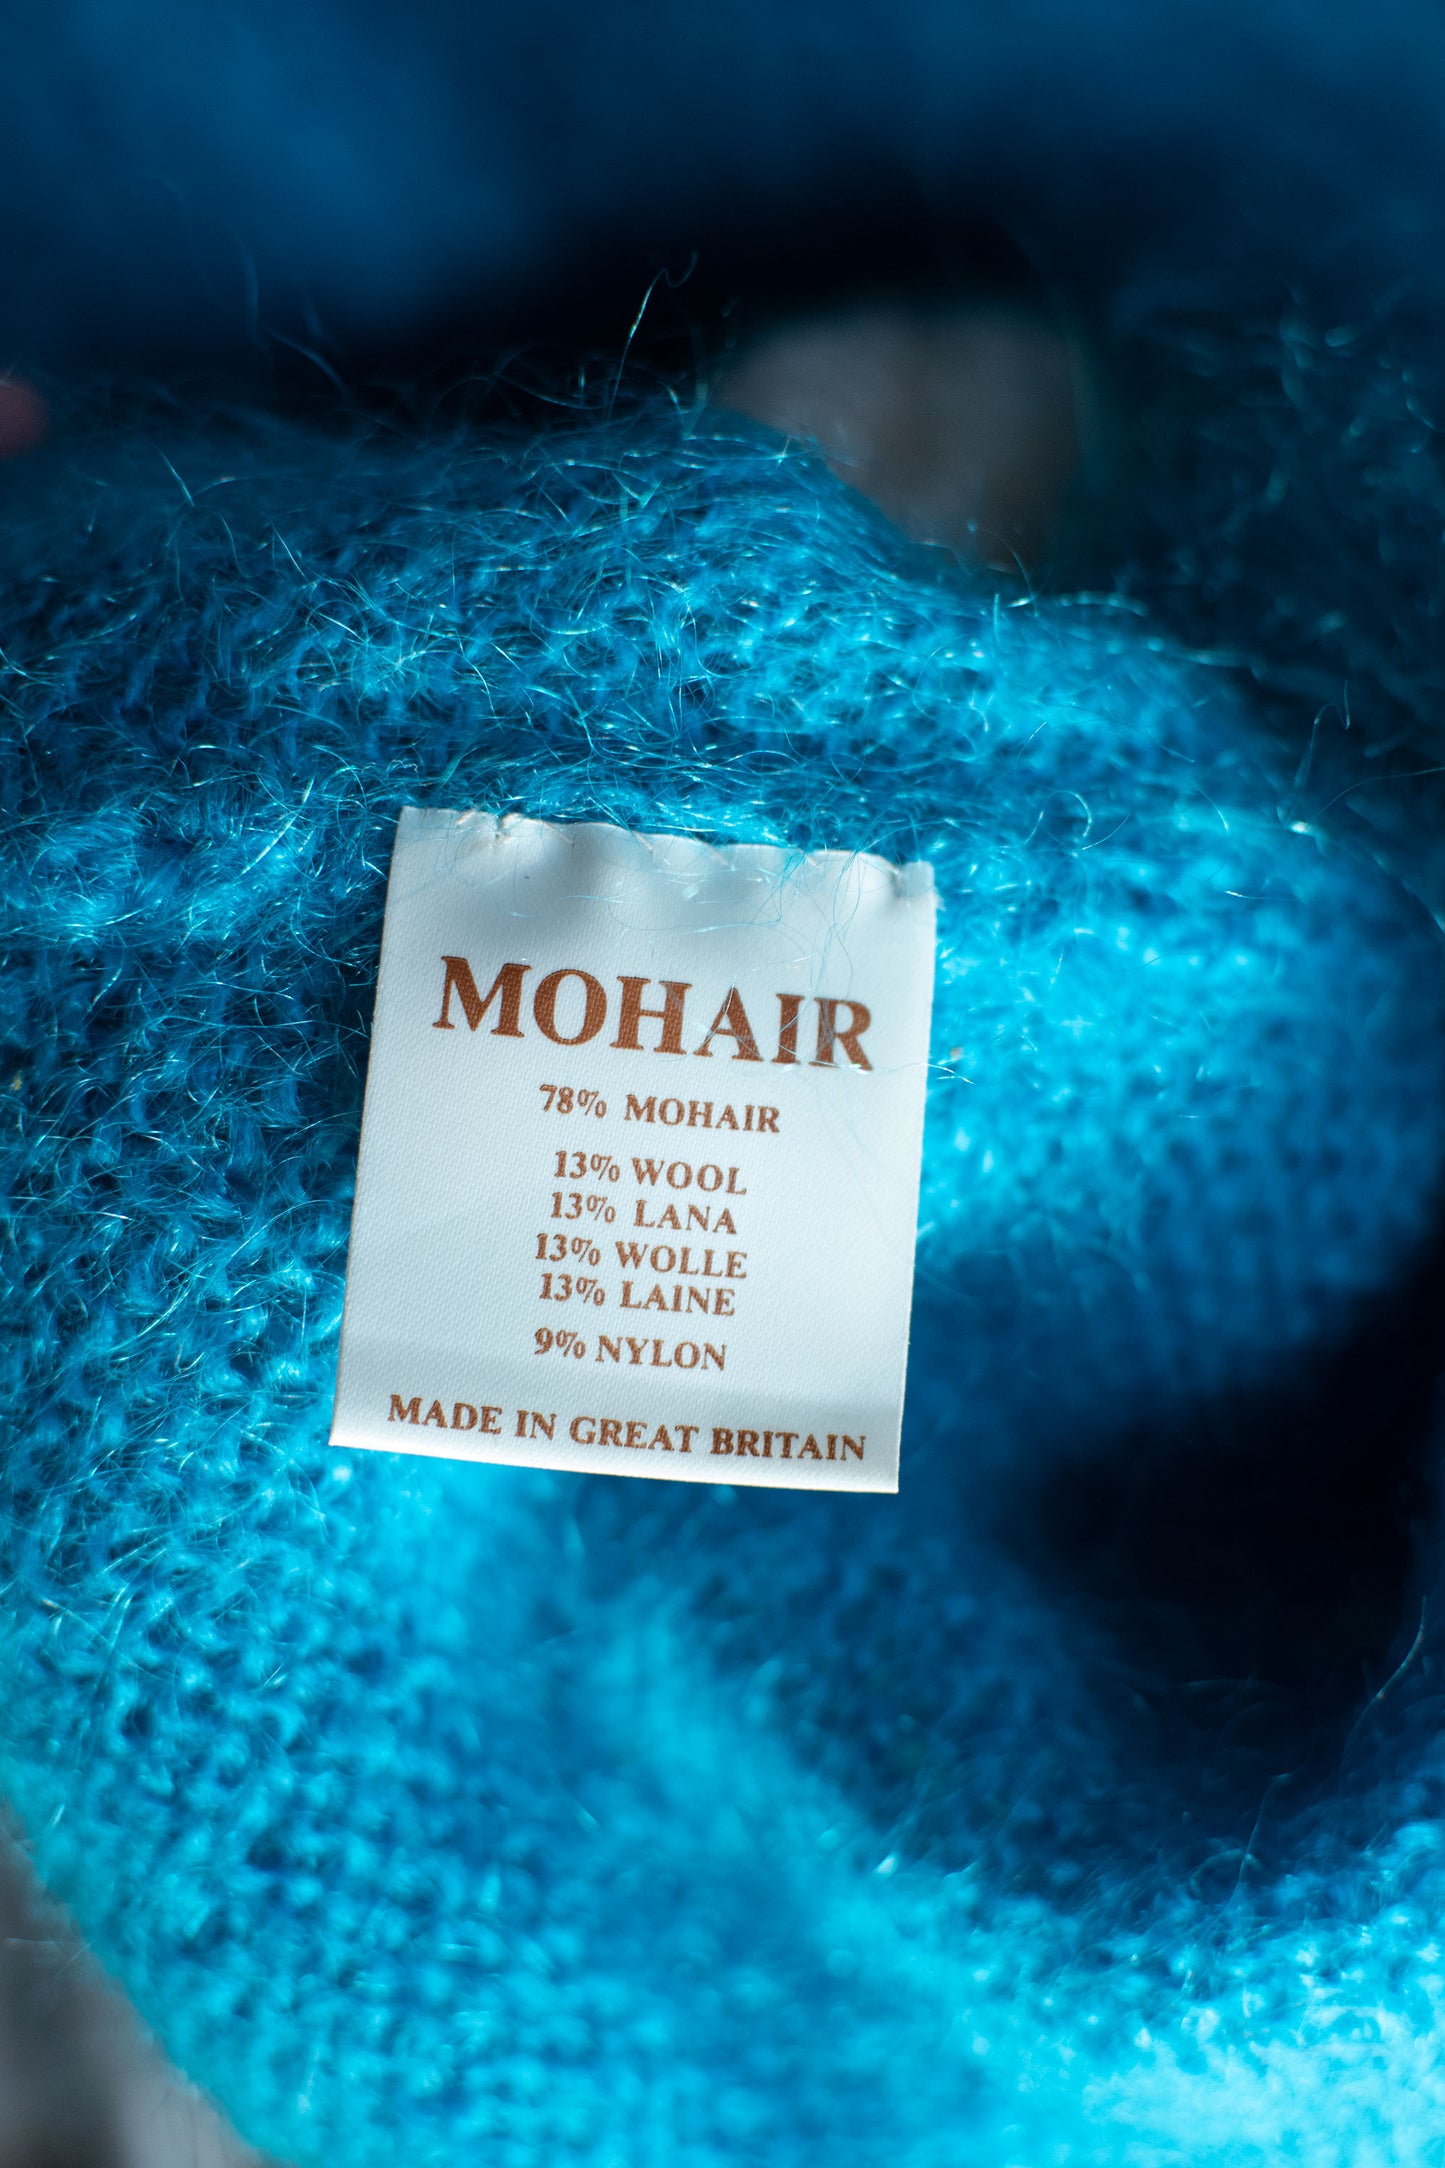 MOHAIR
78% MOHAIR
13% WOOL
13% LANA
13% WOLLE
13% LAINE
9% NYLON
MADE IN GREAT BRITAIN